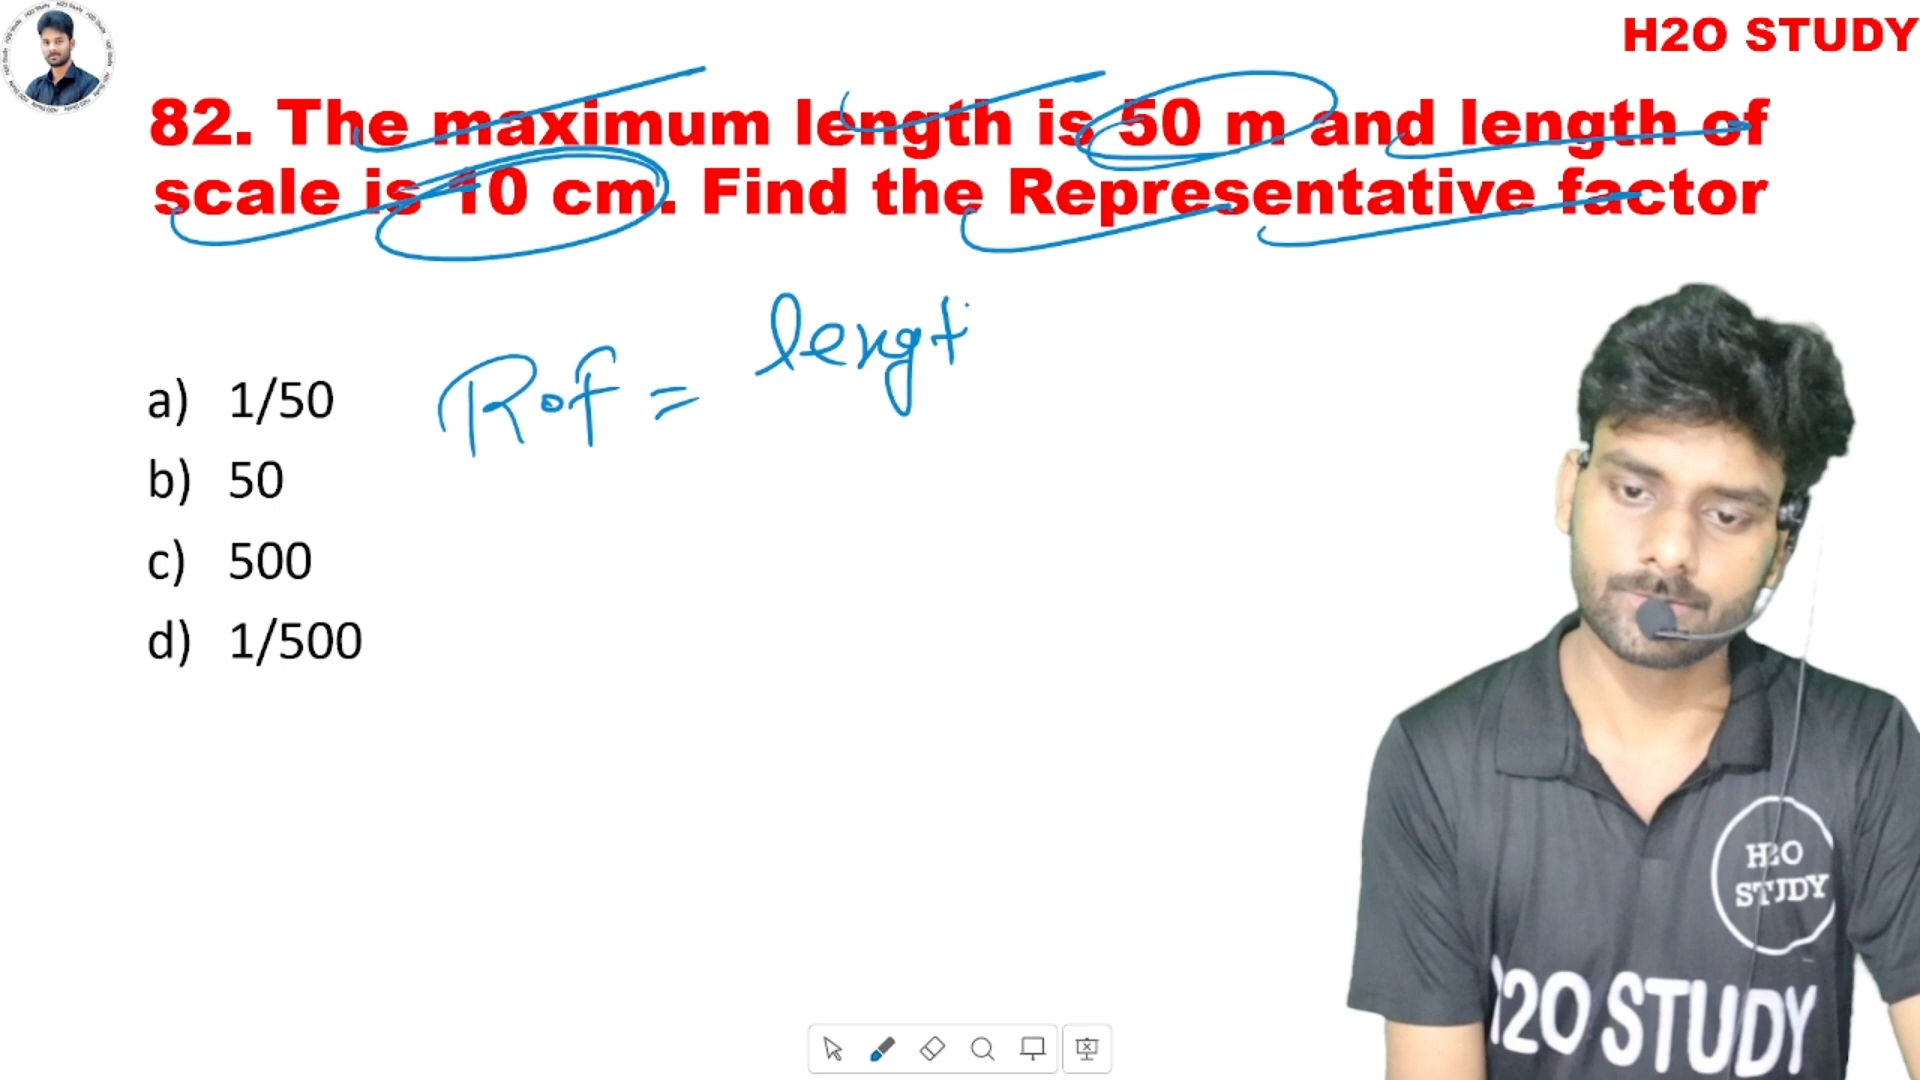 H2O STUDY
82. The maximum length is 50 m and length of
scale is 10 cm. Find the Representative factor
Rof = lengt
a) 1/50
b) 50
c) 500
d) 1/500
H2O
STUDY
H2O STUDY